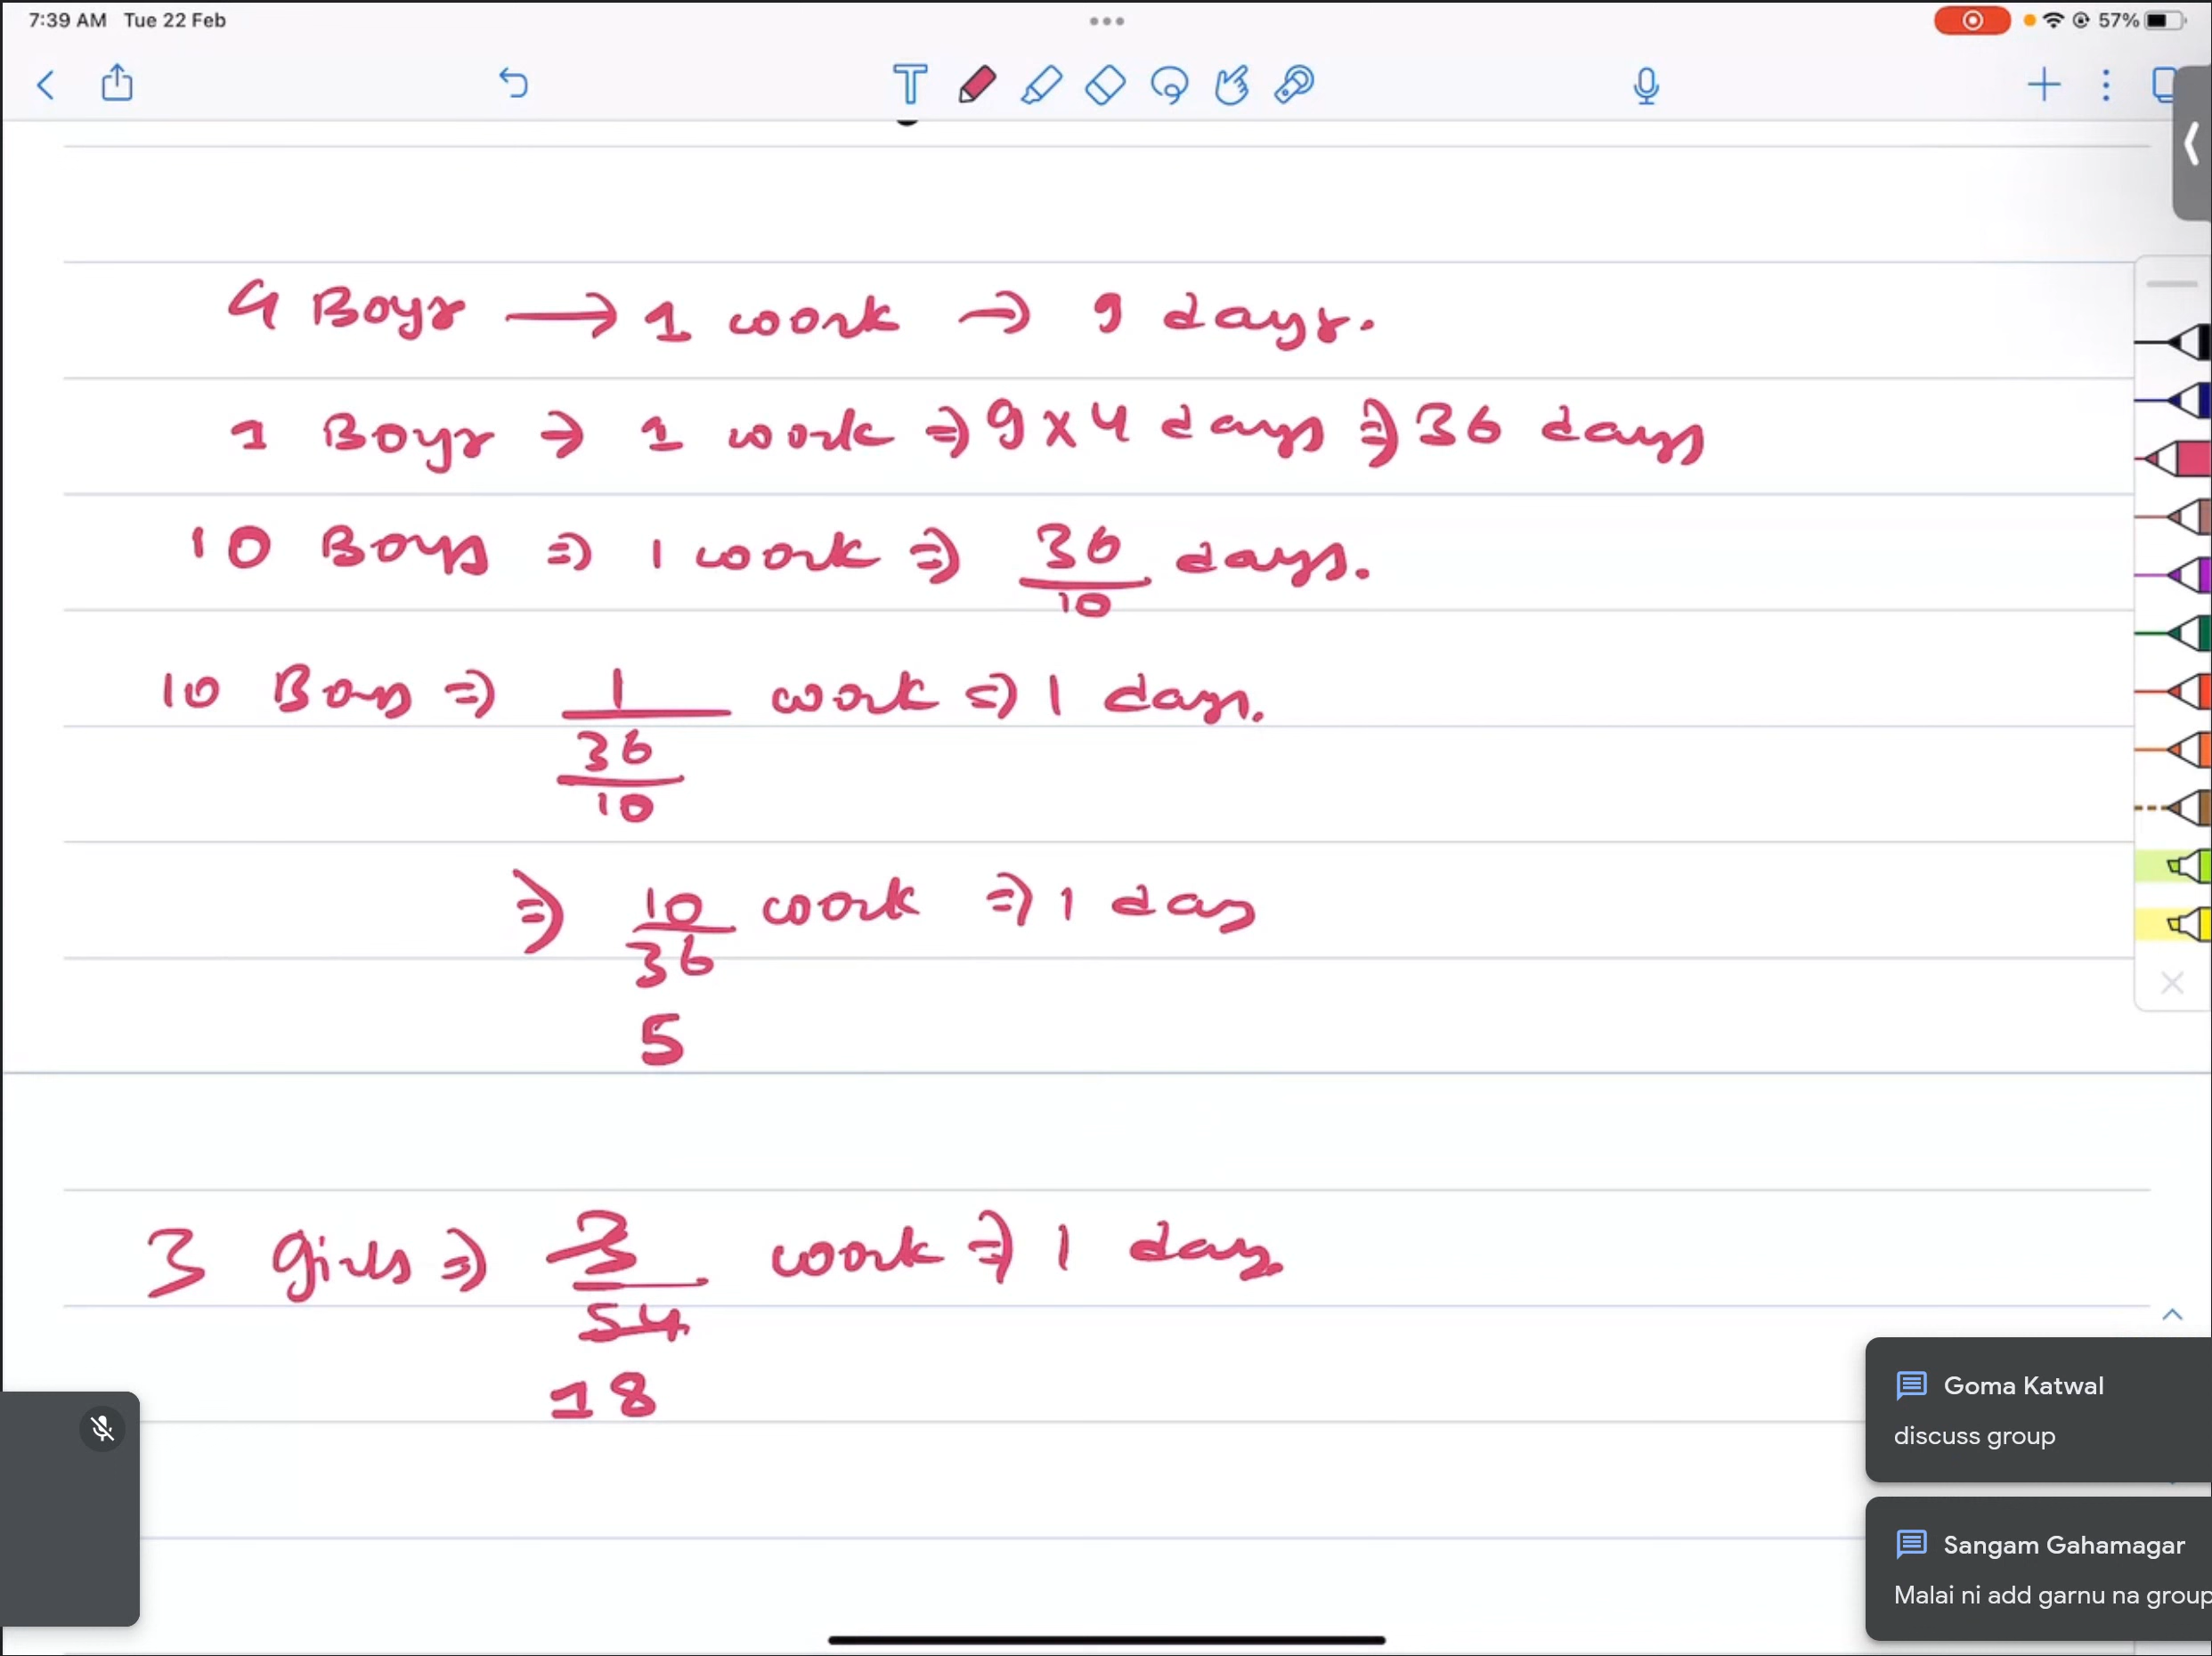 7:39 AM Tue 22 Feb
57%
4 Boys → 1 work → 9 days.
1 Boys → 1 work ⇒ 9 x 4 days ⇒ 36 days
10 Boys ⇒ 1 work ⇒ 36/10 days.
10 Boys ⇒ 1/(36/10) work ⇒ 1 days.
⇒ 10/36 work ⇒ 1 day
5
3 girls ⇒ 3/54 work ⇒ 1 day
18
Goma Katwal
discuss group
Sangam Gahamagar
Malai ni add garnu na group